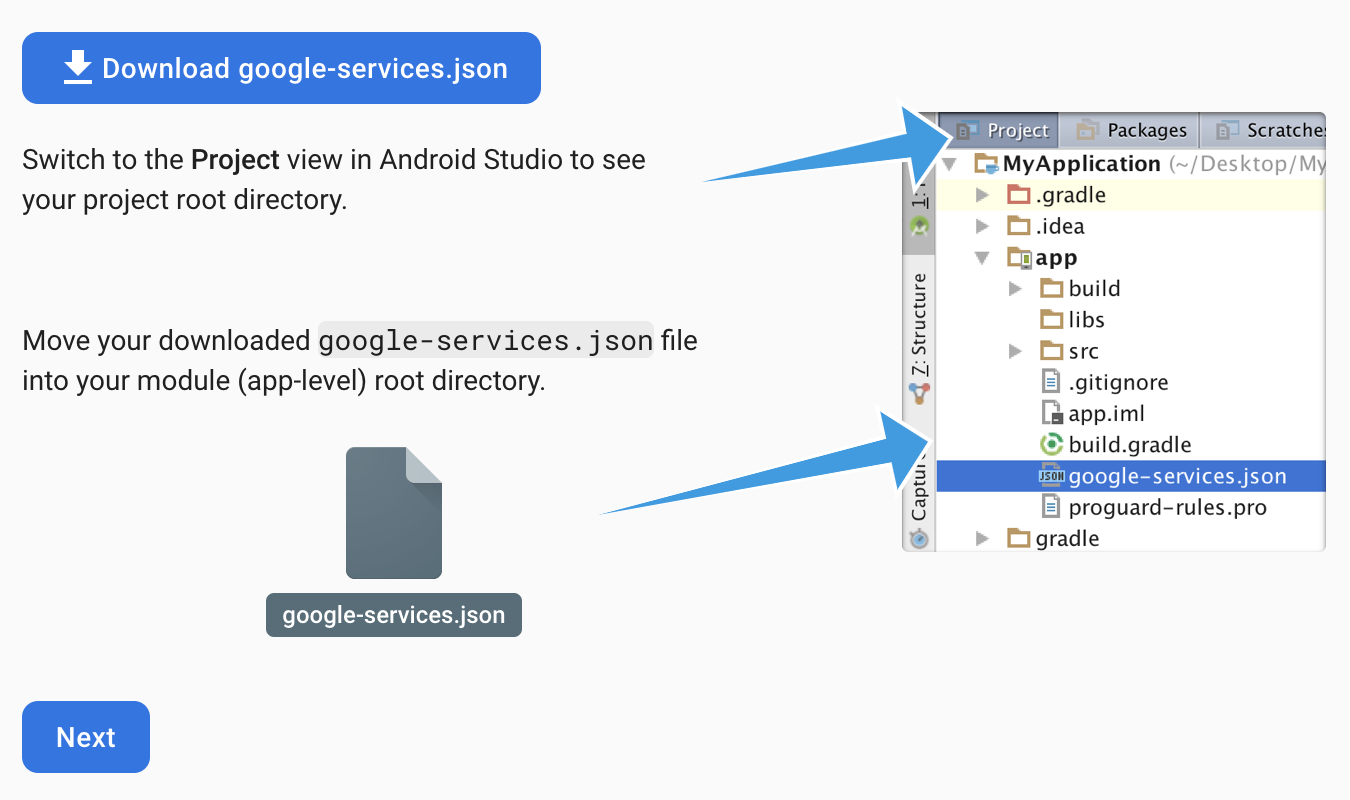 Download google-services.json
Switch to the Project view in Android Studio to see
your project root directory.
Move your downloaded google-services.json file
into your module (app-level) root directory.
google-services.json
Next
Project Packages Scratches
MyApplication (~/Desktop/My
.gradle
.idea
app
build
libs
src
.gitignore
app.iml
build.gradle
JSON google-services.json
proguard-rules.pro
gradle
1:
Z: Structure
Captur